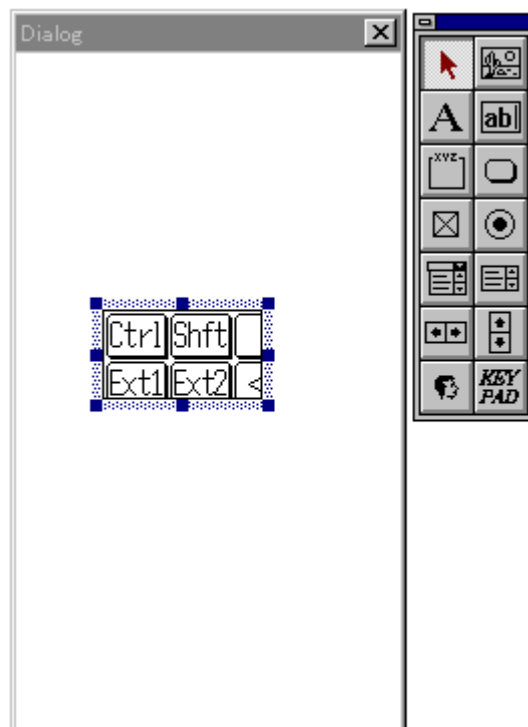 Dialog
A
ab
XYZ
Ctrl Shft
Ext1 Ext2 <
KEY
PAD